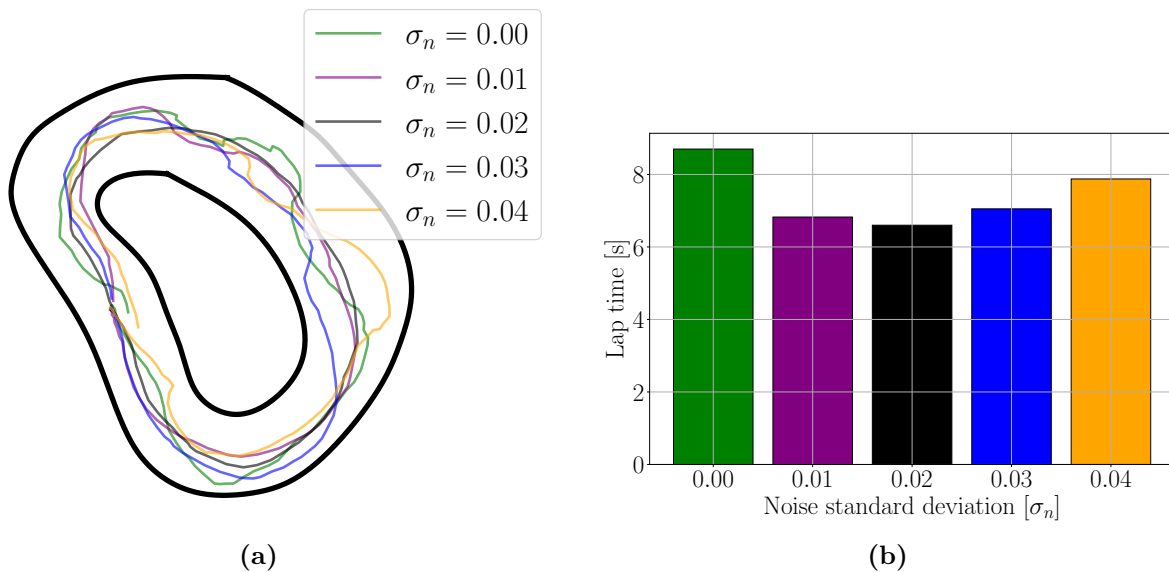 σₙ = 0.00
σₙ = 0.01
σₙ = 0.02
σₙ = 0.03
σₙ = 0.04
(a)
Lap time [s]
8
6
4
2
0
0.00 0.01 0.02 0.03 0.04
Noise standard deviation [σₙ]
(b)